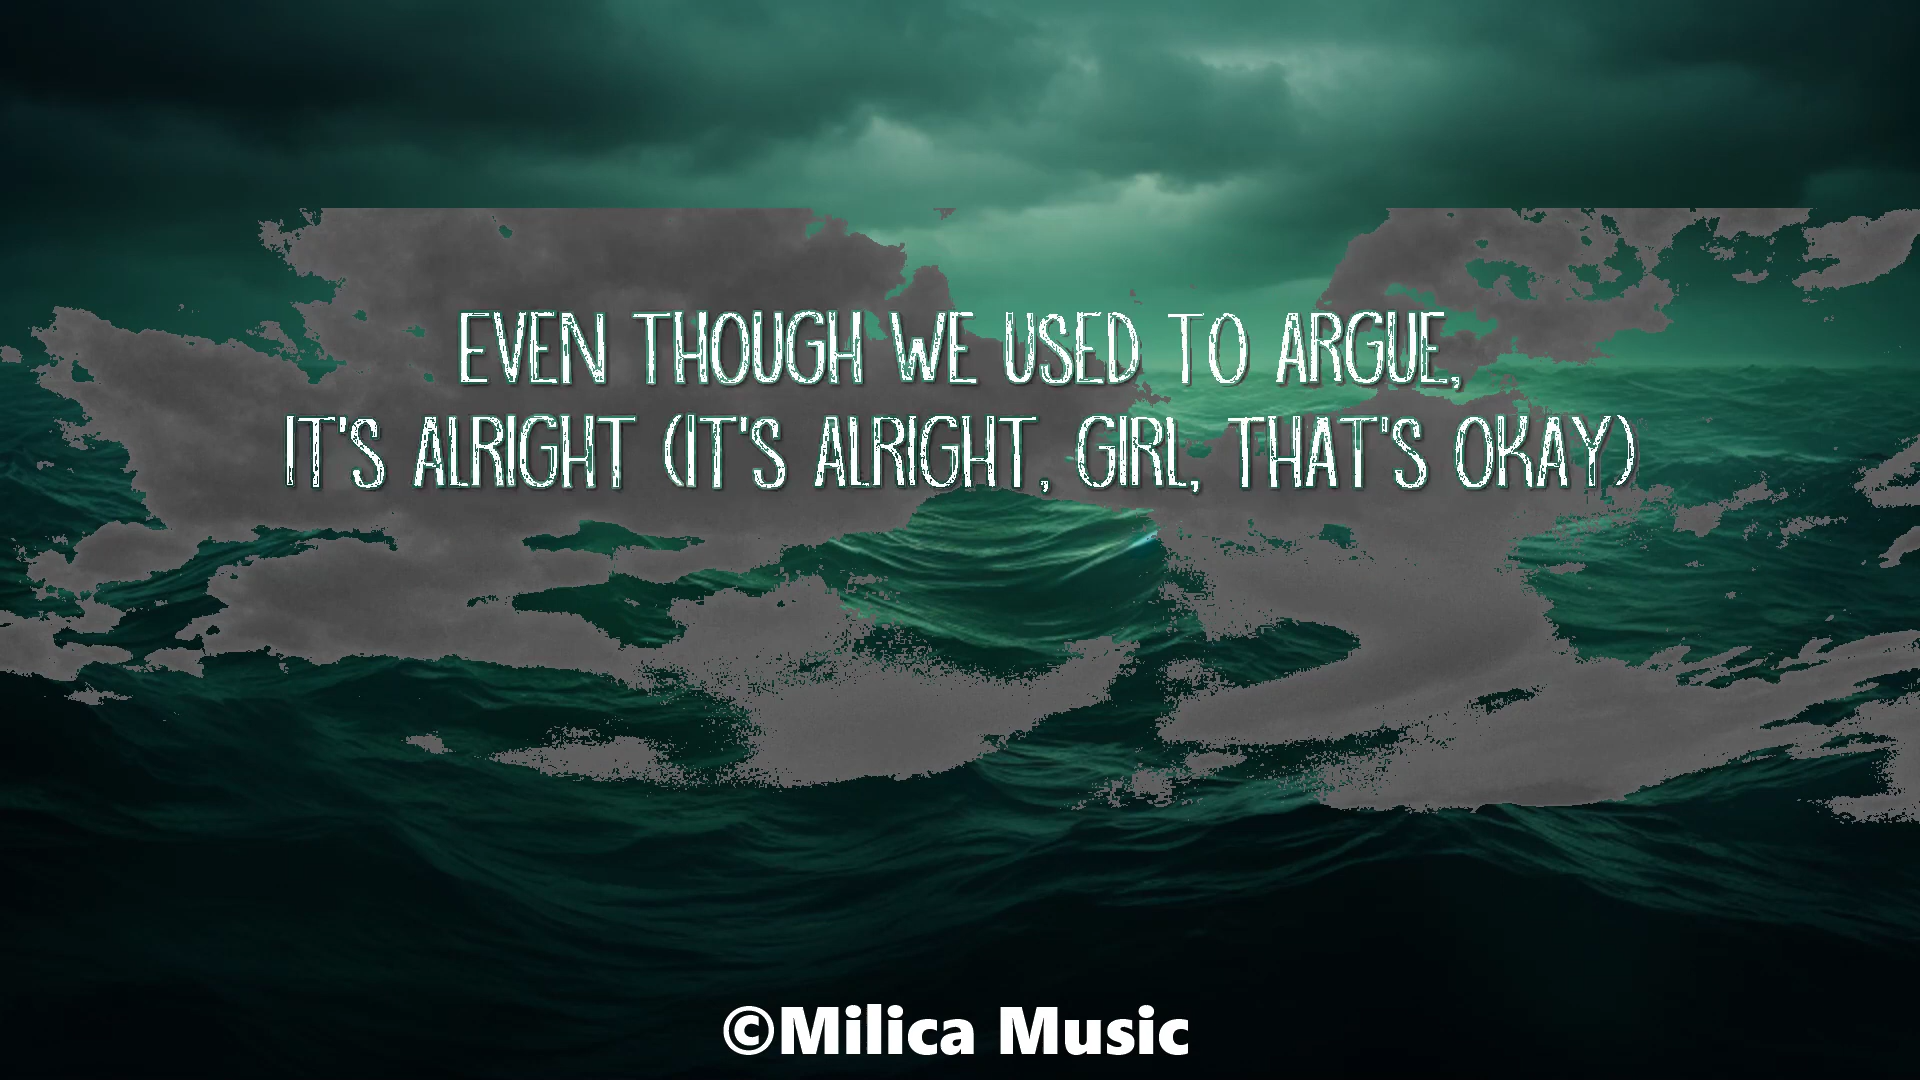 EVEN THOUGH WE USED TO ARGUE,
IT'S ALRIGHT (IT'S ALRIGHT, GIRL, THAT'S OKAY)
©Milica Music